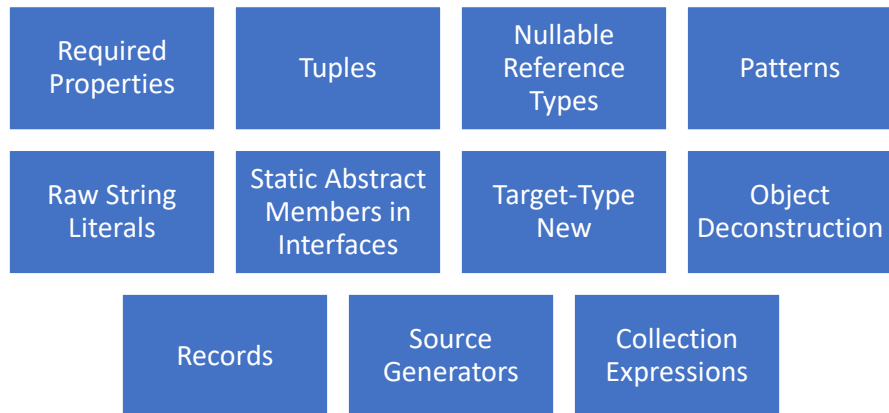 Required
Properties
Tuples
Nullable
Reference
Types
Patterns
Raw String
Literals
Static Abstract
Members in
Interfaces
Target-Type
New
Object
Deconstruction
Records
Source
Generators
Collection
Expressions